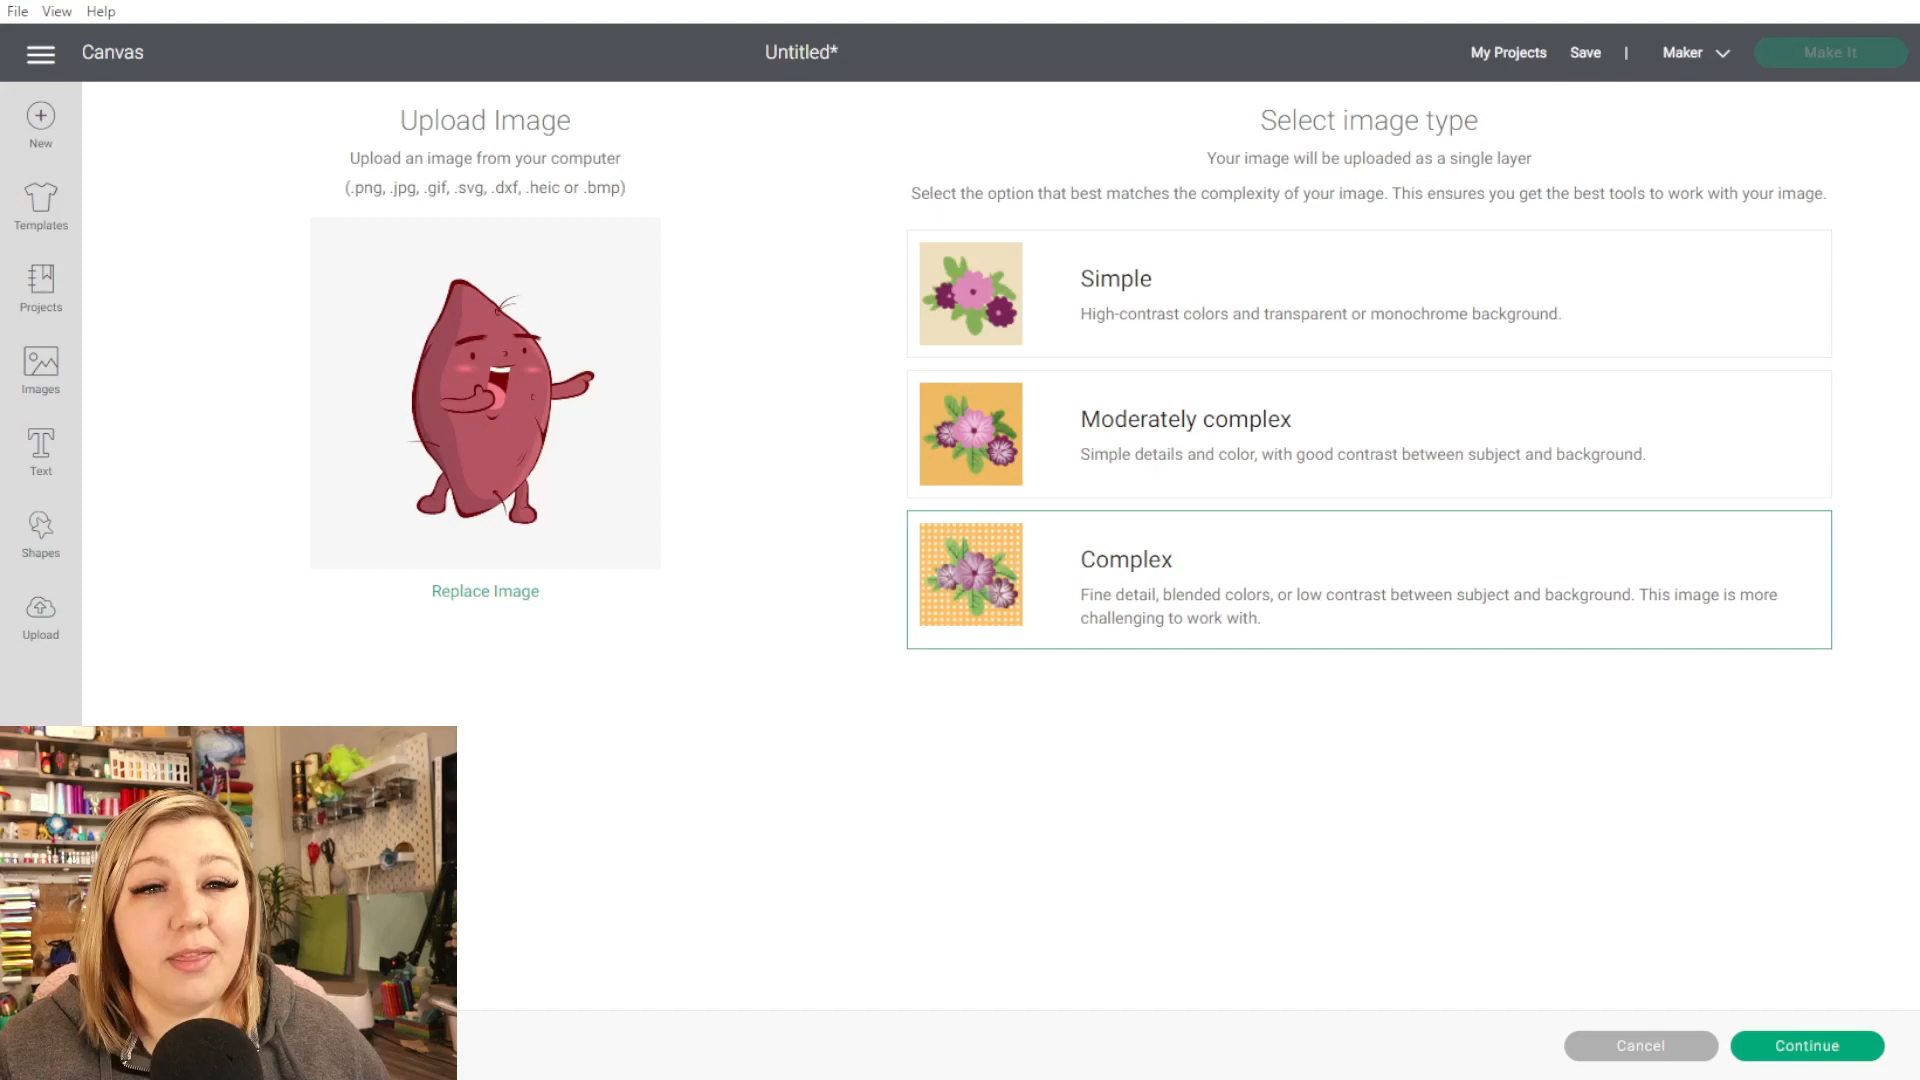 File View Help
Canvas
Untitled*
My Projects Save | Maker Make It
New
Templates
Projects
Images
Text
Shapes
Upload
Upload Image
Upload an image from your computer
(.png, .jpg, .gif, .svg, .dxf, .heic or .bmp)
Replace Image
Select image type
Your image will be uploaded as a single layer
Select the option that best matches the complexity of your image. This ensures you get the best tools to work with your image.
Simple
High-contrast colors and transparent or monochrome background.
Moderately complex
Simple details and color, with good contrast between subject and background.
Complex
Fine detail, blended colors, or low contrast between subject and background. This image is more
challenging to work with.
Cancel
Continue